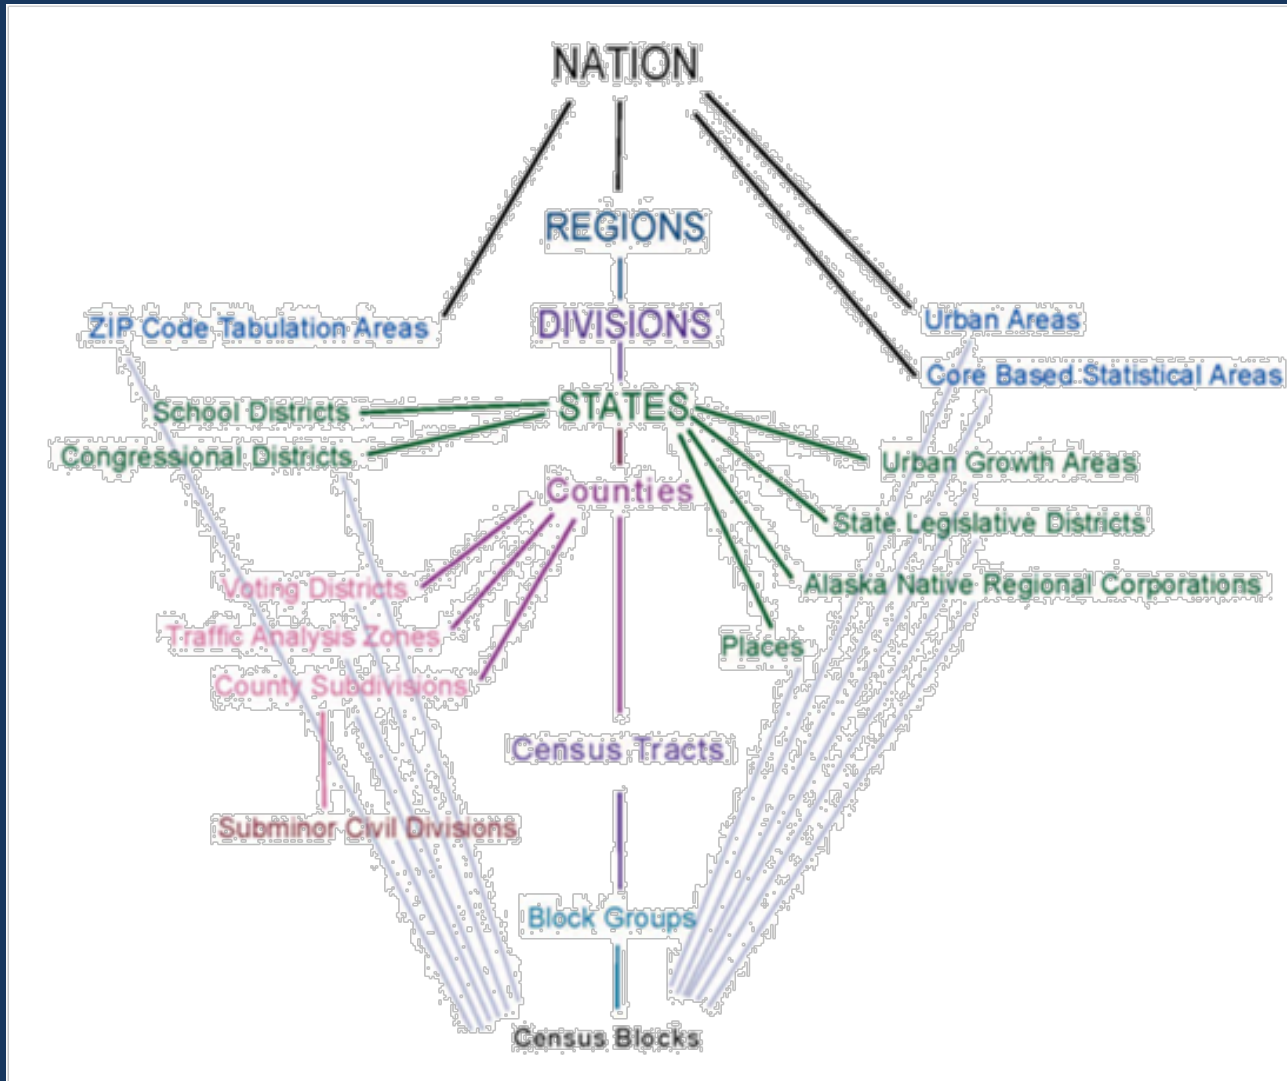 NATION
REGIONS
ZIP Code Tabulation Areas
DIVISIONS
Urban Areas
Core Based Statistical Areas
School Districts
STATES
Congressional Districts
Urban Growth Areas
Counties
State Legislative Districts
Voting Districts
Alaska Native Regional Corporations
Traffic Analysis Zones
Places
County Subdivisions
Census Tracts
Subminor Civil Divisions
Block Groups
Census Blocks